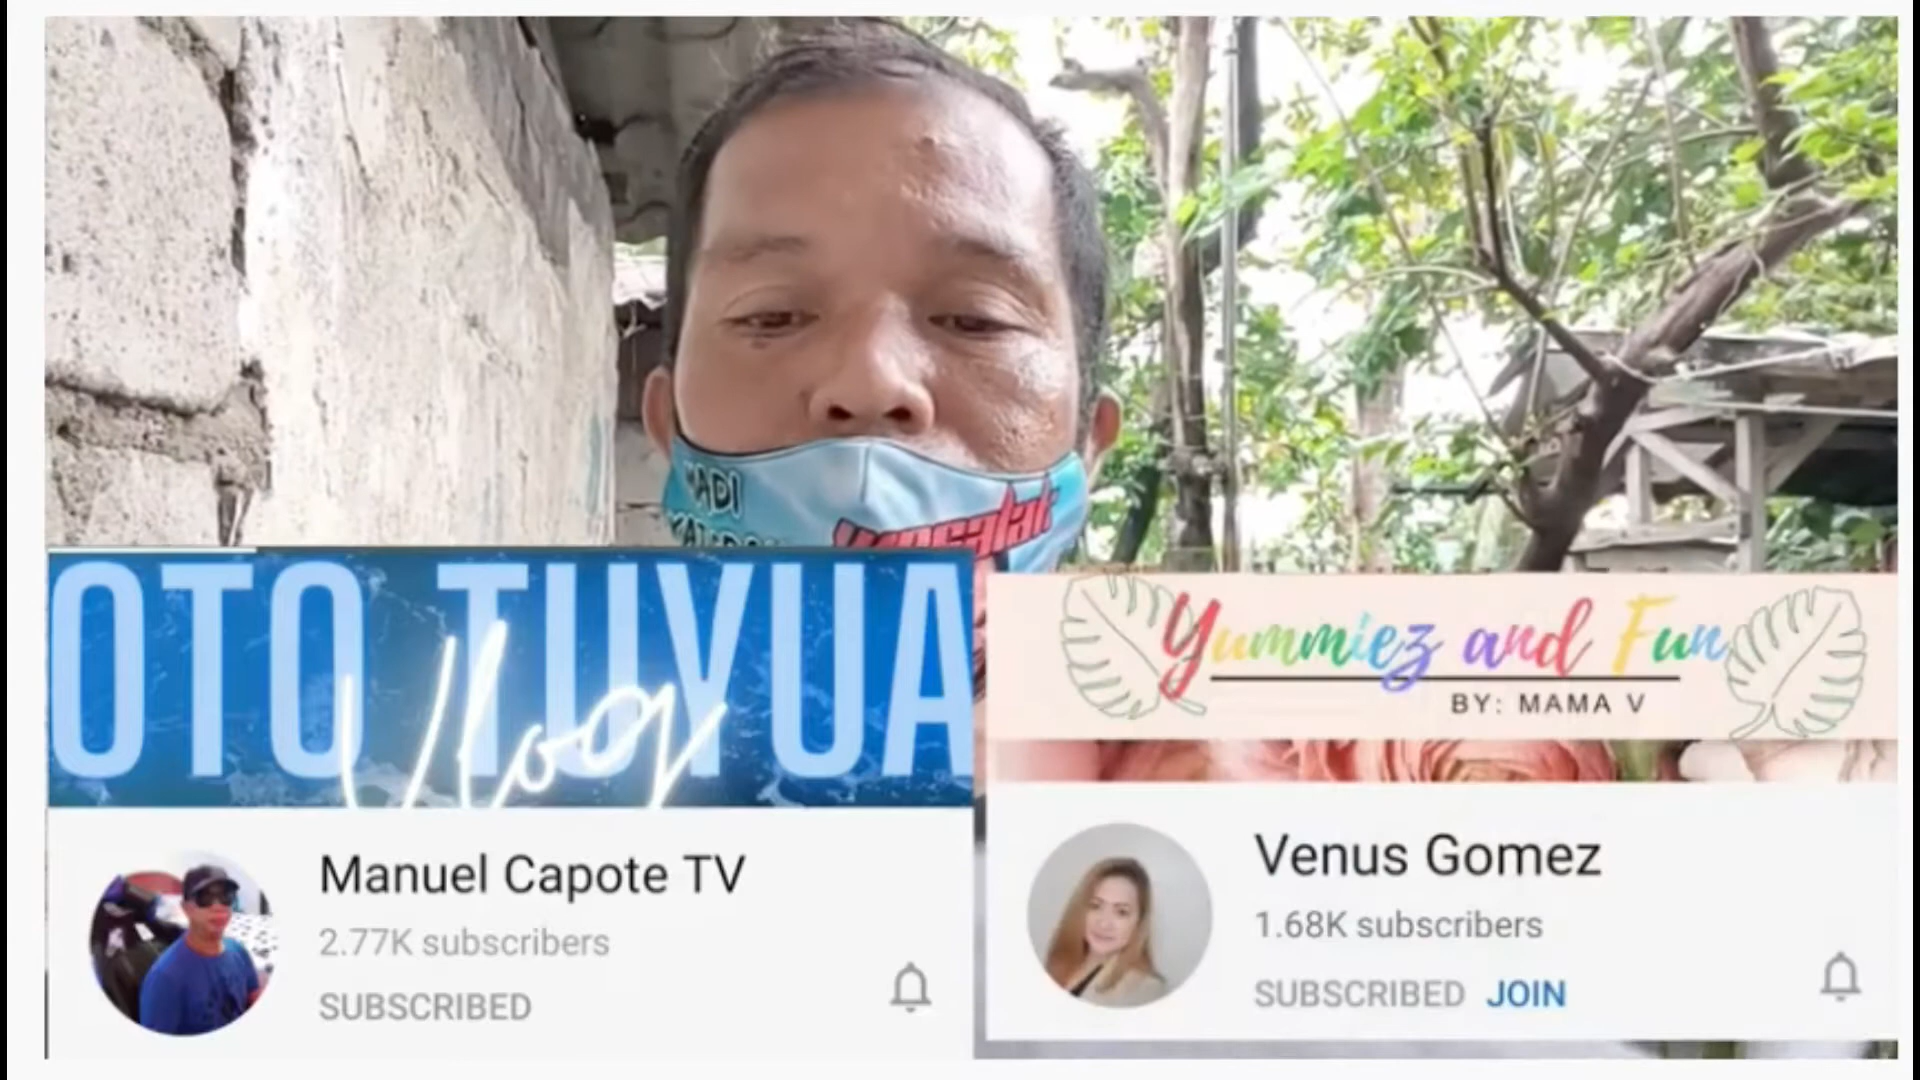 ADI
OTO TUYUA
Vlog
Manuel Capote TV
2.77K subscribers
SUBSCRIBED
Yummiez and Fun
BY: MAMA V
Venus Gomez
1.68K subscribers
SUBSCRIBED JOIN